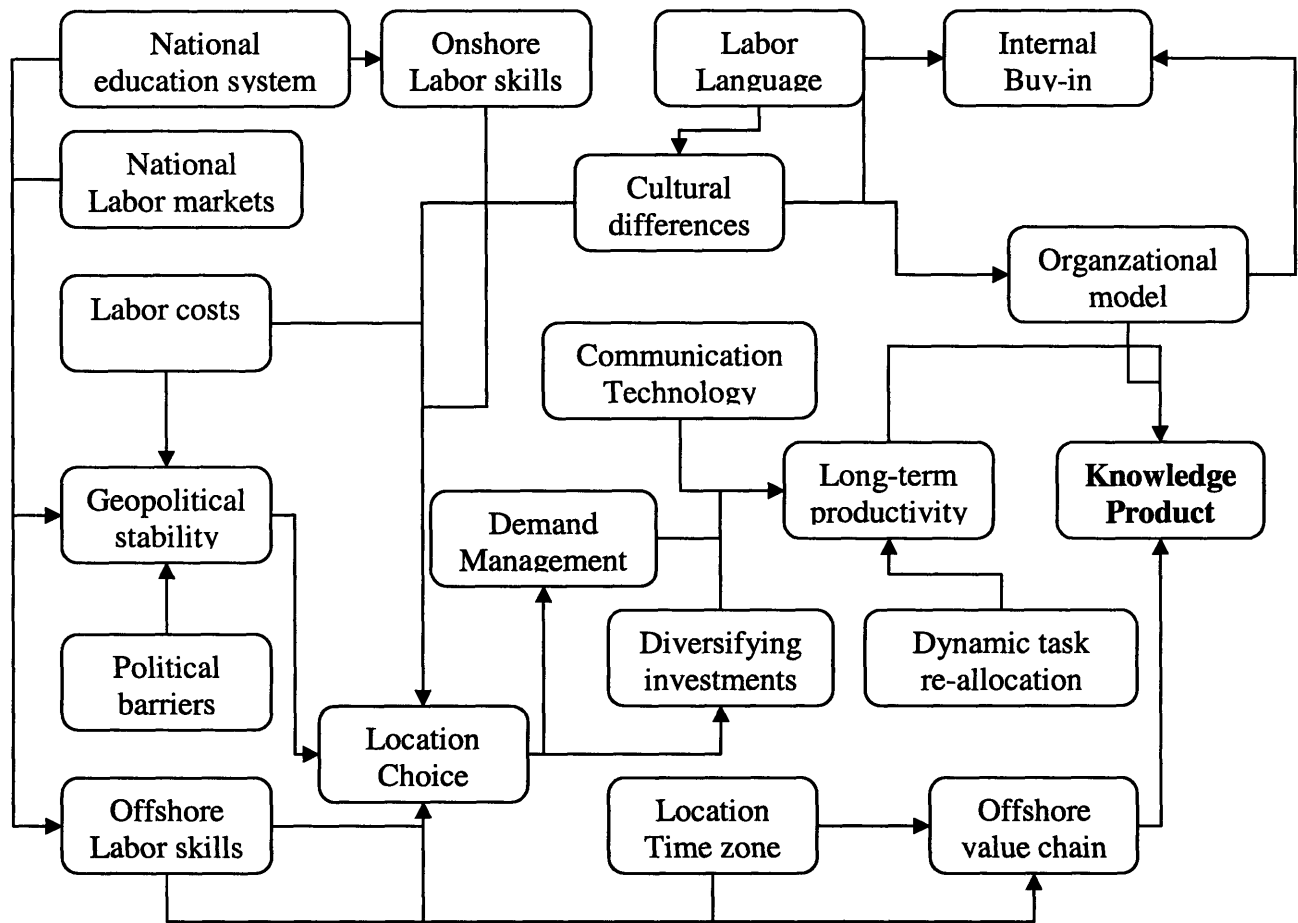 National
education system
Onshore
Labor skills
Labor
Language
Internal
Buy-in
National
Labor markets
Cultural
differences
Organzational
model
Labor costs
Communication
Technology
Geopolitical
stability
Demand
Management
Long-term
productivity
Knowledge
Product
Political
barriers
Diversifying
investments
Dynamic task
re-allocation
Location
Choice
Offshore
Labor skills
Location
Time zone
Offshore
value chain